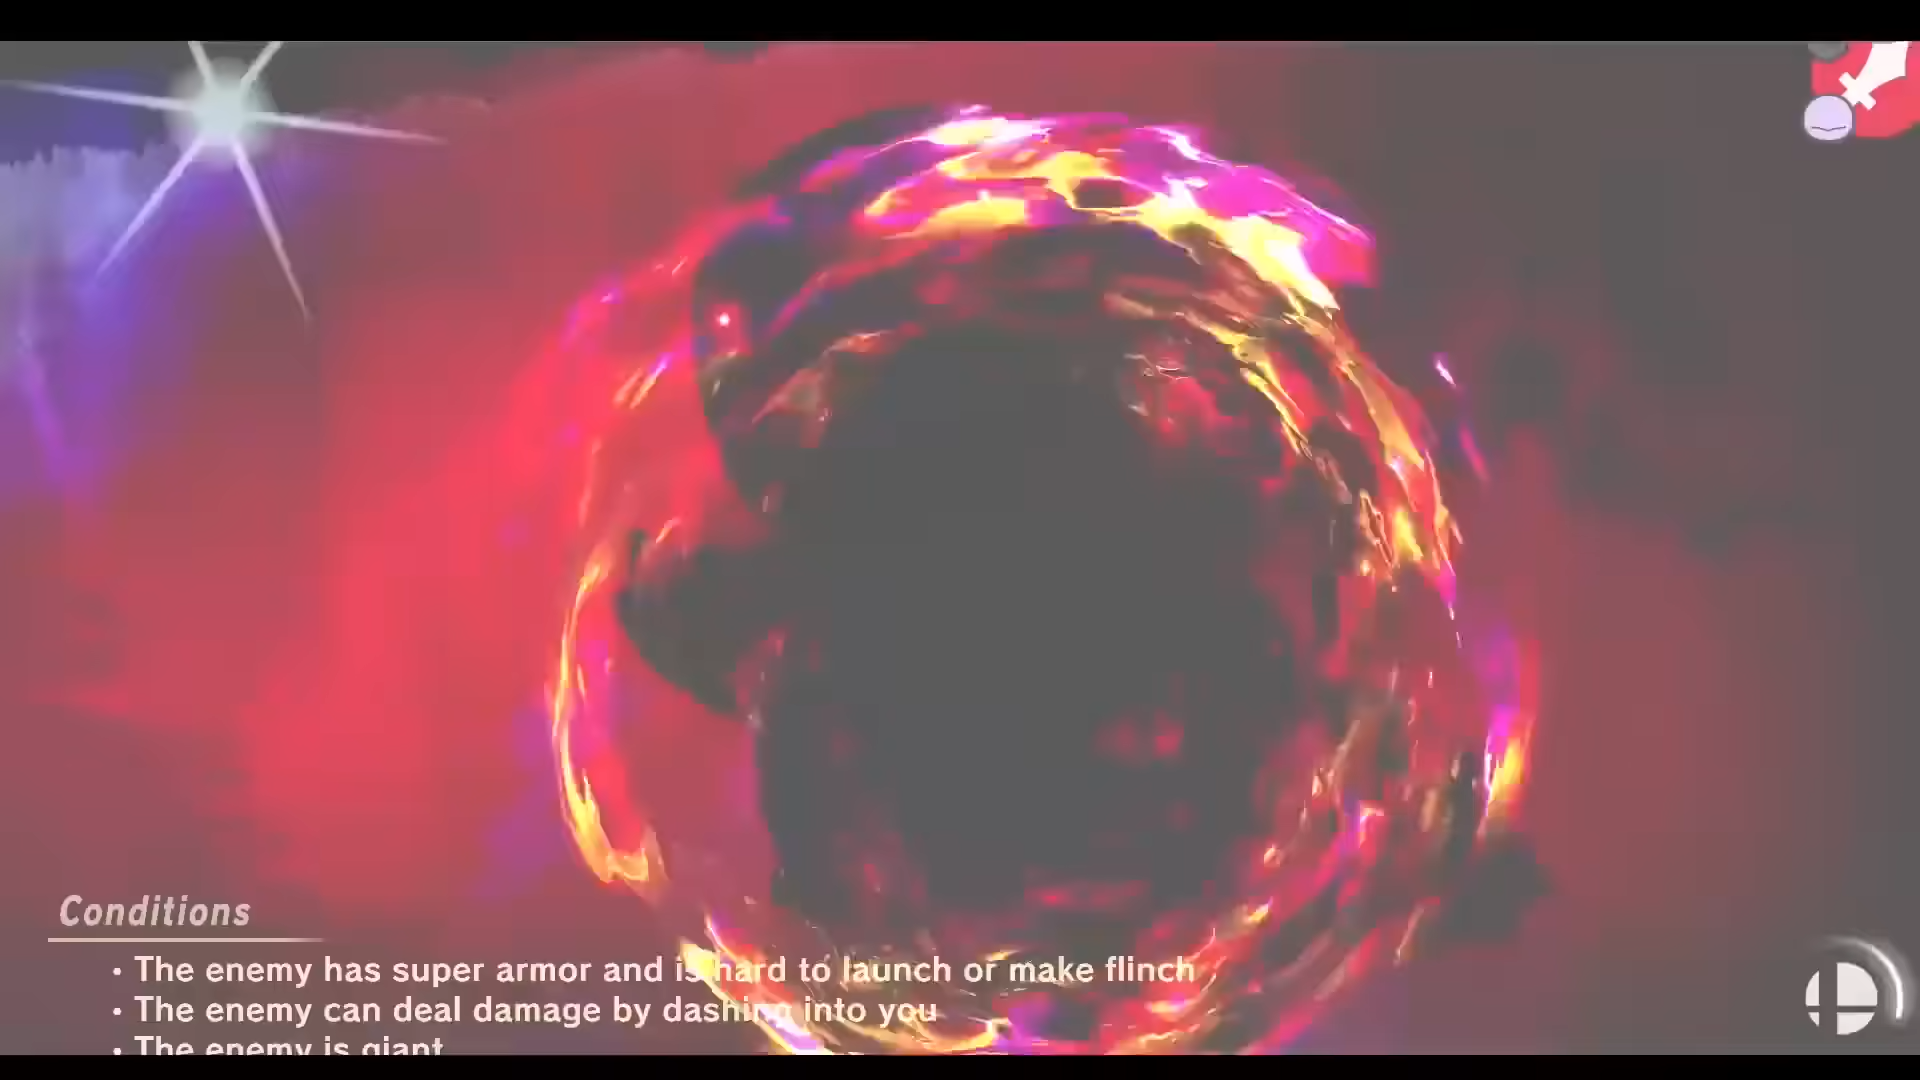 Conditions
• The enemy has super armor and is hard to launch or make flinch
• The enemy can deal damage by dashing into you
• The enemy is giant